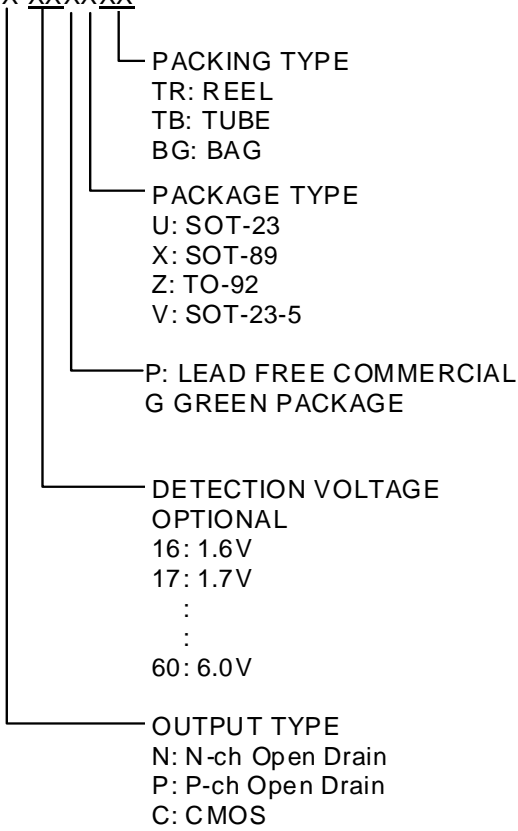 PACKING TYPE
TR: REEL
TB: TUBE
BG: BAG
PACKAGE TYPE
U: SOT-23
X: SOT-89
Z: TO-92
V: SOT-23-5
P: LEAD FREE COMMERCIAL
G GREEN PACKAGE
DETECTION VOLTAGE
OPTIONAL
16: 1.6V
17: 1.7V
:
:
60: 6.0V
OUTPUT TYPE
N: N-ch Open Drain
P: P-ch Open Drain
C: CMOS